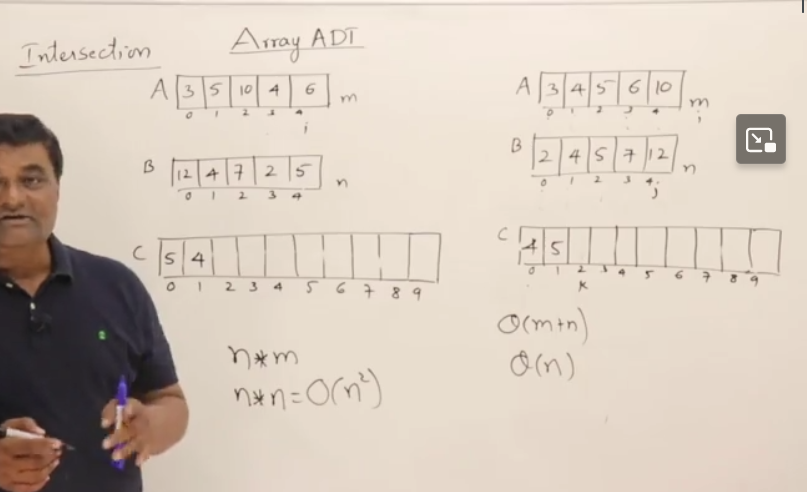 Intersection
Array ADT
A 3 5 10 4 6 m
0 1 2 3 4
i
B 12 4 7 2 5 n
0 1 2 3 4
C 5 4
0 1 2 3 4 5 6 7 8 9
n*m
n*n=O(n²)
A 3 4 5 6 10 m
0 1 2 3 4
i
B 2 4 5 7 12 n
0 1 2 3 4
j
C 4 5
0 1 2 3 4 5 6 7 8 9
k
θ(m+n)
θ(n)